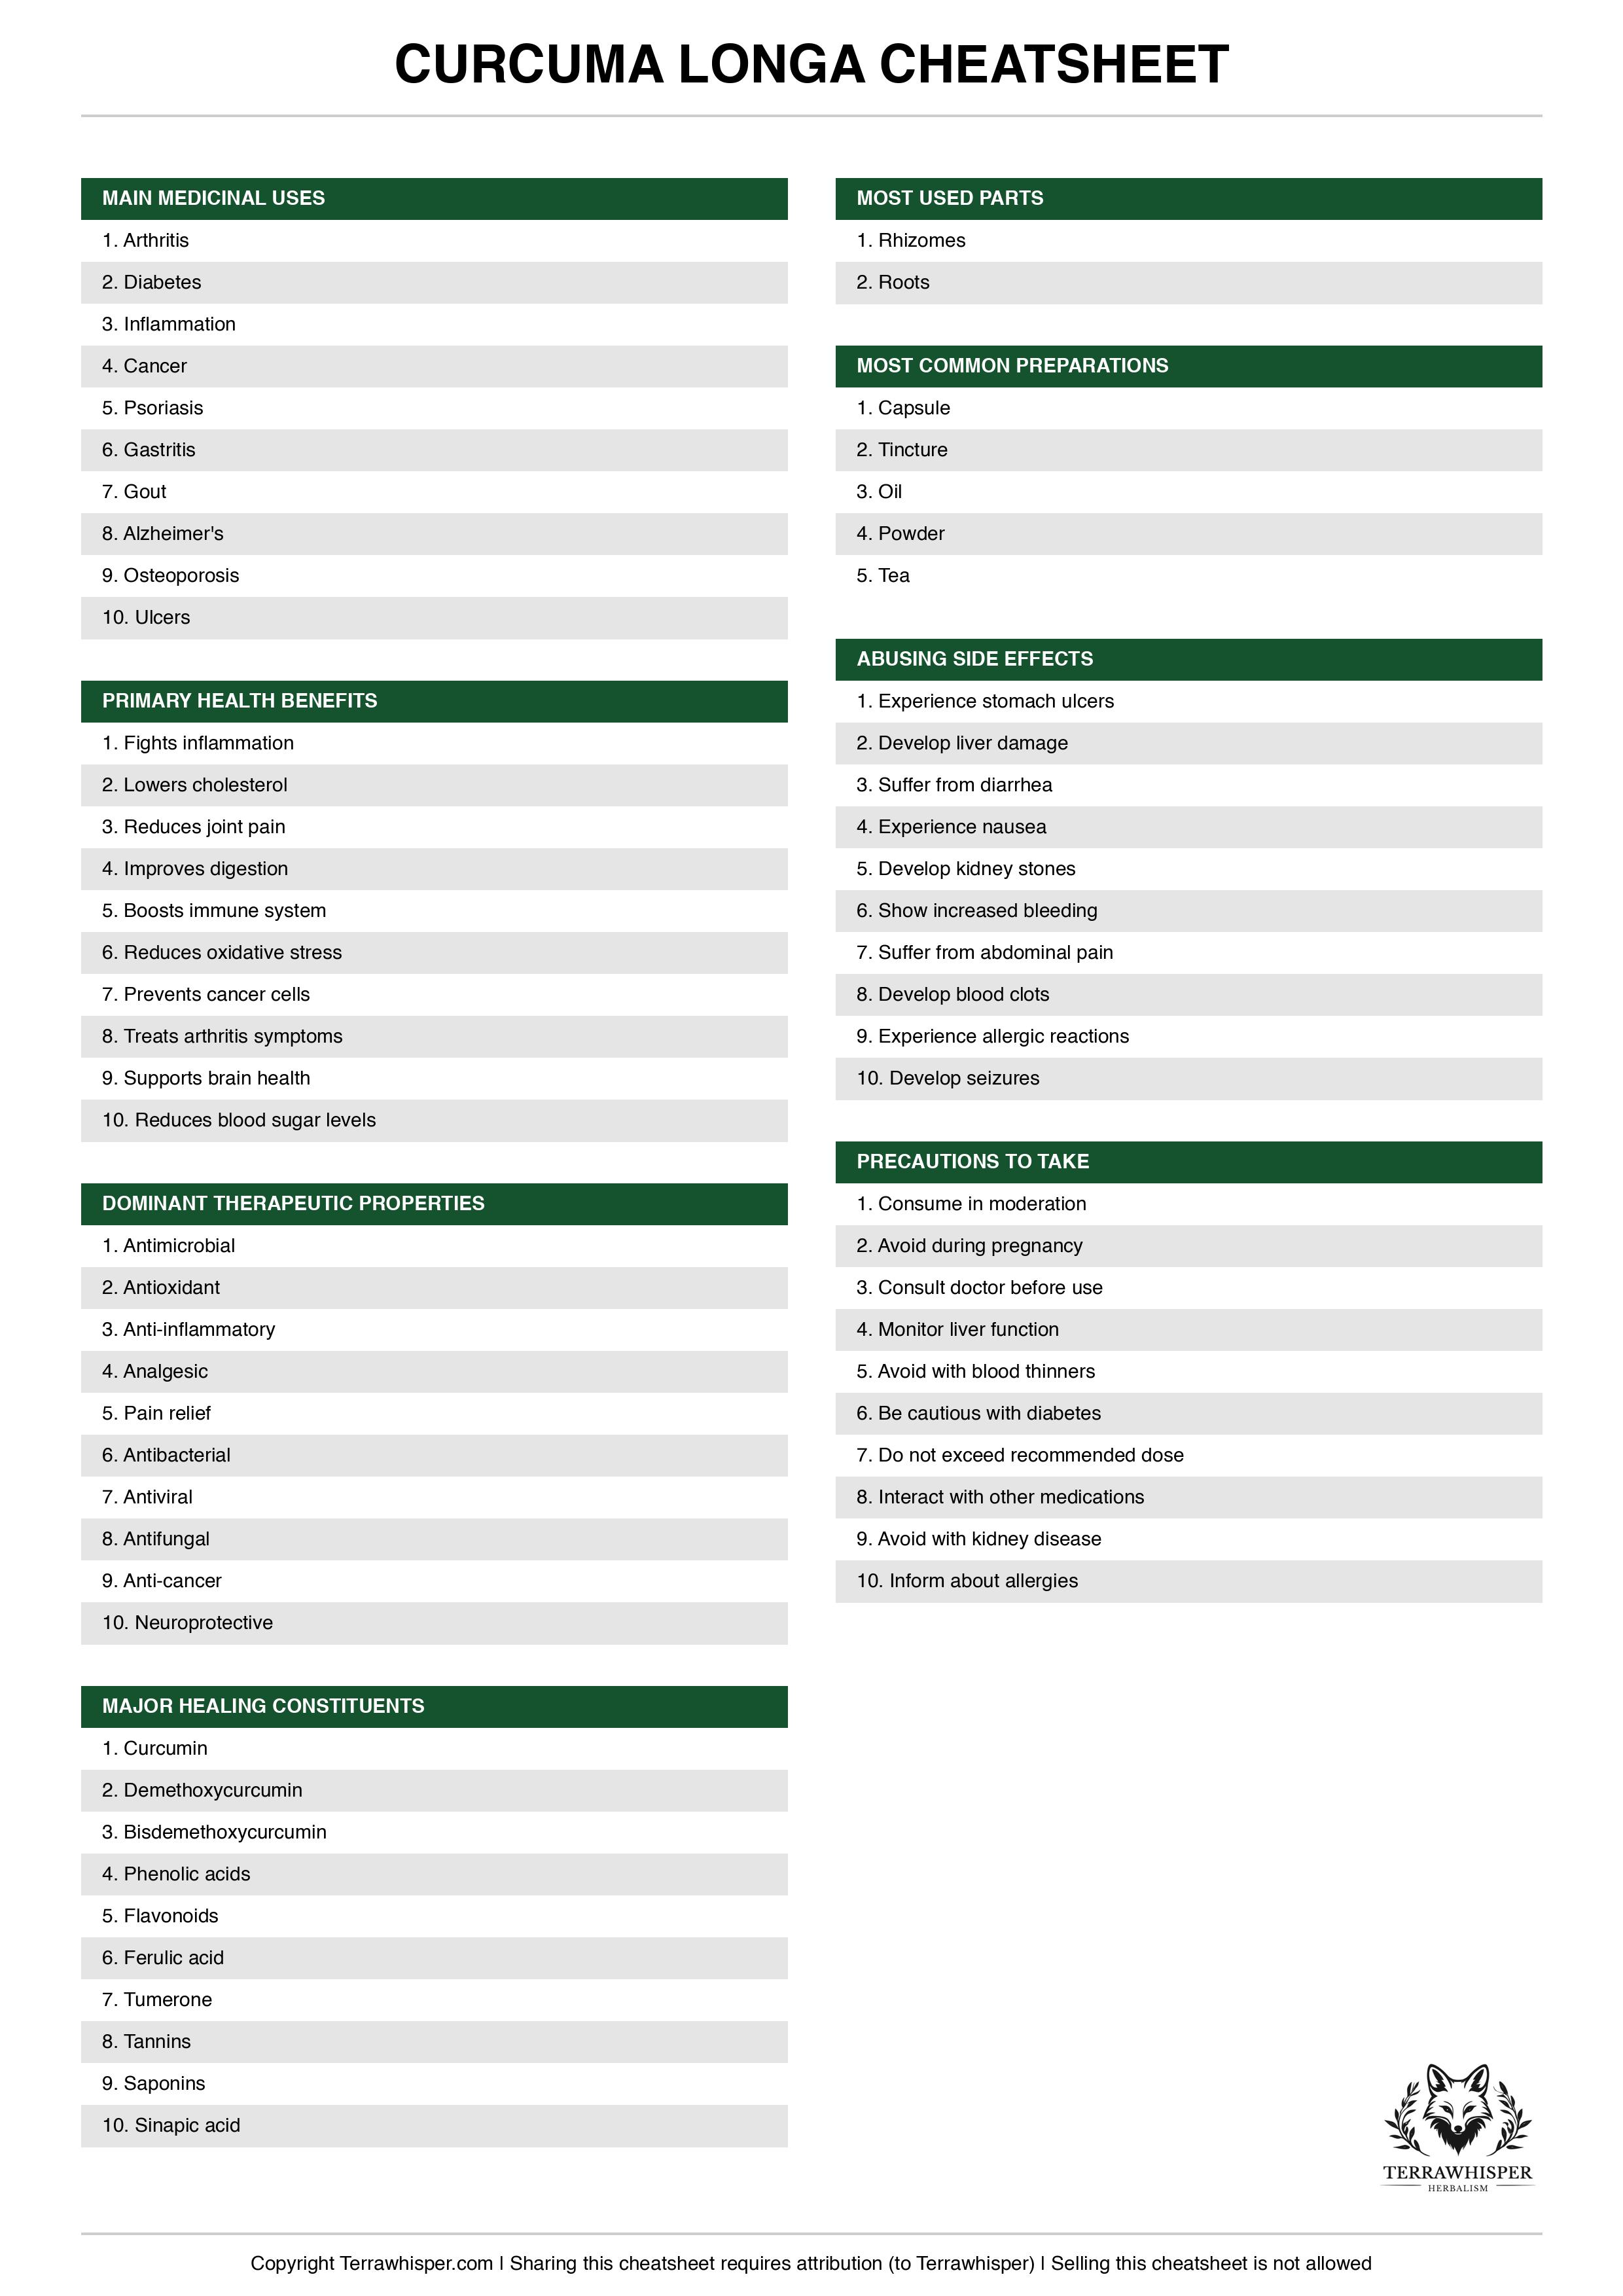 CURCUMA LONGA CHEATSHEET
MAIN MEDICINAL USES
1. Arthritis
2. Diabetes
3. Inflammation
4. Cancer
5. Psoriasis
6. Gastritis
7. Gout
8. Alzheimer's
9. Osteoporosis
10. Ulcers
PRIMARY HEALTH BENEFITS
1. Fights inflammation
2. Lowers cholesterol
3. Reduces joint pain
4. Improves digestion
5. Boosts immune system
6. Reduces oxidative stress
7. Prevents cancer cells
8. Treats arthritis symptoms
9. Supports brain health
10. Reduces blood sugar levels
DOMINANT THERAPEUTIC PROPERTIES
1. Antimicrobial
2. Antioxidant
3. Anti-inflammatory
4. Analgesic
5. Pain relief
6. Antibacterial
7. Antiviral
8. Antifungal
9. Anti-cancer
10. Neuroprotective
MAJOR HEALING CONSTITUENTS
1. Curcumin
2. Demethoxycurcumin
3. Bisdemethoxycurcumin
4. Phenolic acids
5. Flavonoids
6. Ferulic acid
7. Tumerone
8. Tannins
9. Saponins
10. Sinapic acid
MOST USED PARTS
1. Rhizomes
2. Roots
MOST COMMON PREPARATIONS
1. Capsule
2. Tincture
3. Oil
4. Powder
5. Tea
ABUSING SIDE EFFECTS
1. Experience stomach ulcers
2. Develop liver damage
3. Suffer from diarrhea
4. Experience nausea
5. Develop kidney stones
6. Show increased bleeding
7. Suffer from abdominal pain
8. Develop blood clots
9. Experience allergic reactions
10. Develop seizures
PRECAUTIONS TO TAKE
1. Consume in moderation
2. Avoid during pregnancy
3. Consult doctor before use
4. Monitor liver function
5. Avoid with blood thinners
6. Be cautious with diabetes
7. Do not exceed recommended dose
8. Interact with other medications
9. Avoid with kidney disease
10. Inform about allergies
TERRAWHISPER
HERBALISM
Copyright Terrawhisper.com | Sharing this cheatsheet requires attribution (to Terrawhisper) | Selling this cheatsheet is not allowed